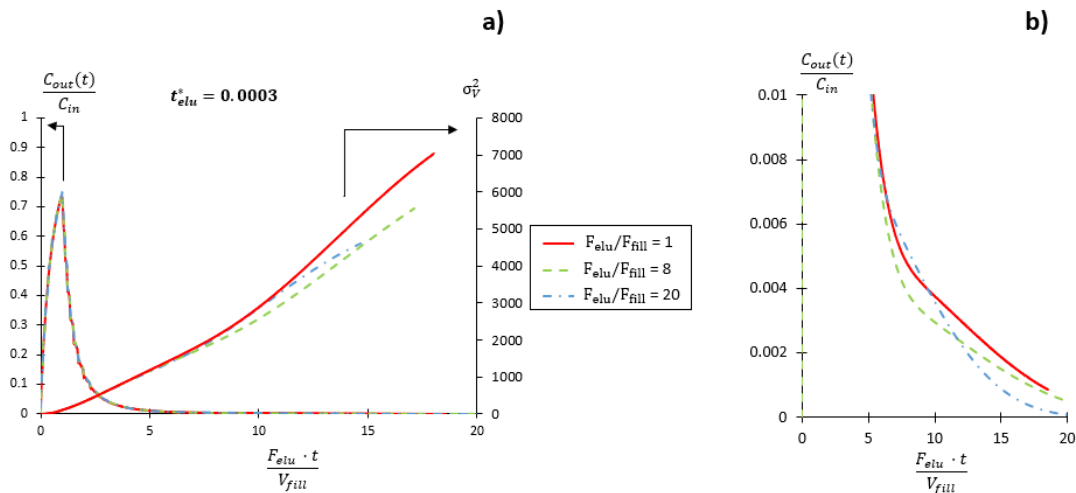 a)
b)
C_out(t)
C_in
t*_elu = 0.0003
σ²_V
1
0.9
0.8
0.7
0.6
0.5
0.4
0.3
0.2
0.1
0
8000
7000
6000
5000
4000
3000
2000
1000
0
0 5 10 15 20
F_elu · t
V_fill
F_elu/F_fill = 1
F_elu/F_fill = 8
F_elu/F_fill = 20
C_out(t)
C_in
0.01
0.008
0.006
0.004
0.002
0
0 5 10 15 20
F_elu · t
V_fill